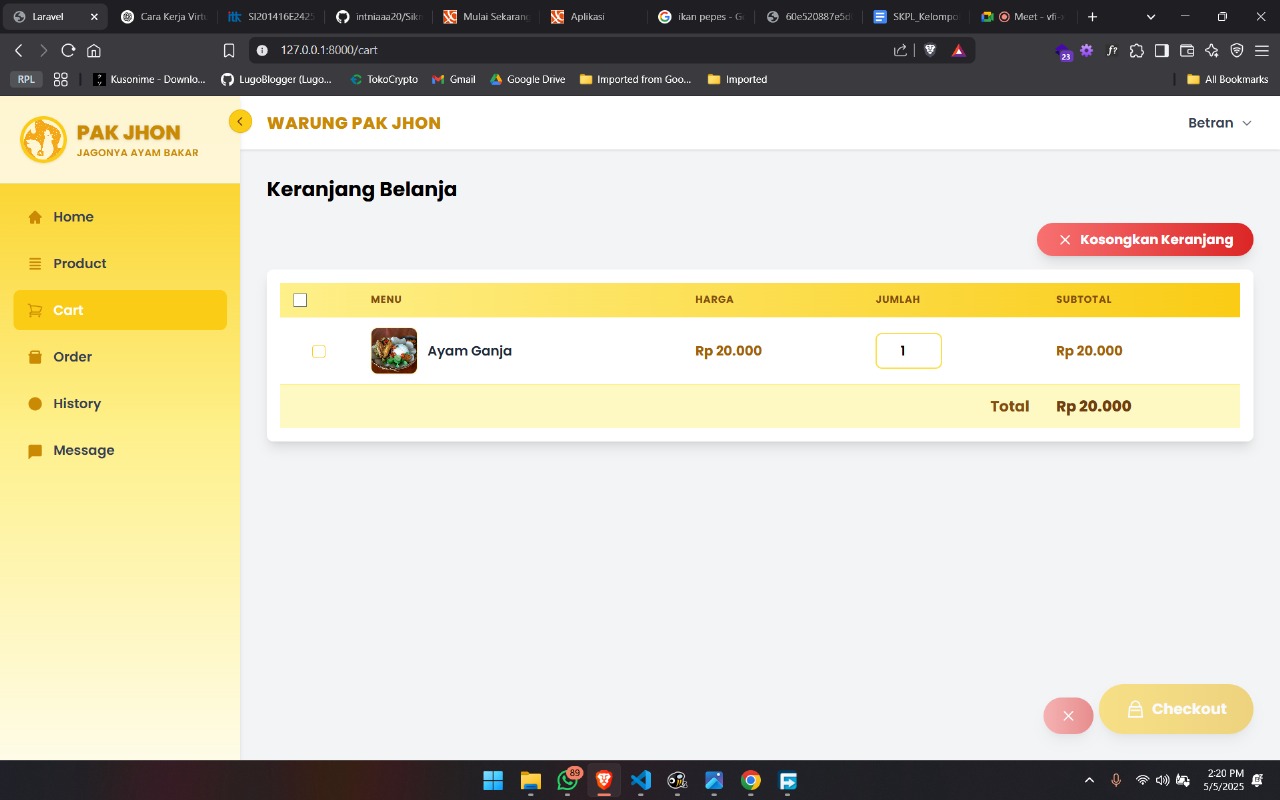 Laravel
Cara Kerja Virtu
SI201416E2425
intniaaa20/Sikn
Mulai Sekarang
Aplikasi
ikan pepes - G
60e520887e5d
SKPL_Kelompo
Meet - vfi-x
127.0.0.1:8000/cart
23
f?
RPL
Kusonime - Downlo...
LugoBlogger (Lugo...
TokoCrypto
Gmail
Google Drive
Imported from Goo...
Imported
All Bookmarks
PAK JHON
JAGONYA AYAM BAKAR
WARUNG PAK JHON
Betran
Home
Product
Cart
Order
History
Message
Keranjang Belanja
Kosongkan Keranjang
MENU HARGA JUMLAH SUBTOTAL
Ayam Ganja Rp 20.000 1 Rp 20.000
Total Rp 20.000
Checkout
89
2:20 PM
5/5/2025